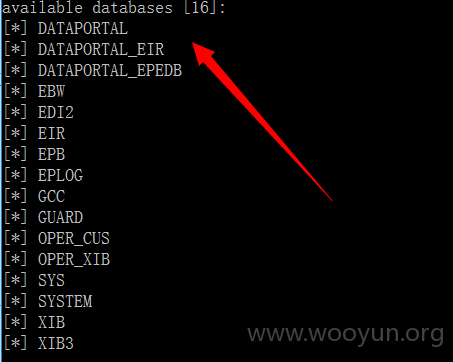 available databases [16]:
[*] DATAPORTAL
[*] DATAPORTAL_EIR
[*] DATAPORTAL_EPEDB
[*] EBW
[*] EDI2
[*] EIR
[*] EPB
[*] EPLOG
[*] GCC
[*] GUARD
[*] OPER_CUS
[*] OPER_XIB
[*] SYS
[*] SYSTEM
[*] XIB
[*] XIB3
www.wooyun.org